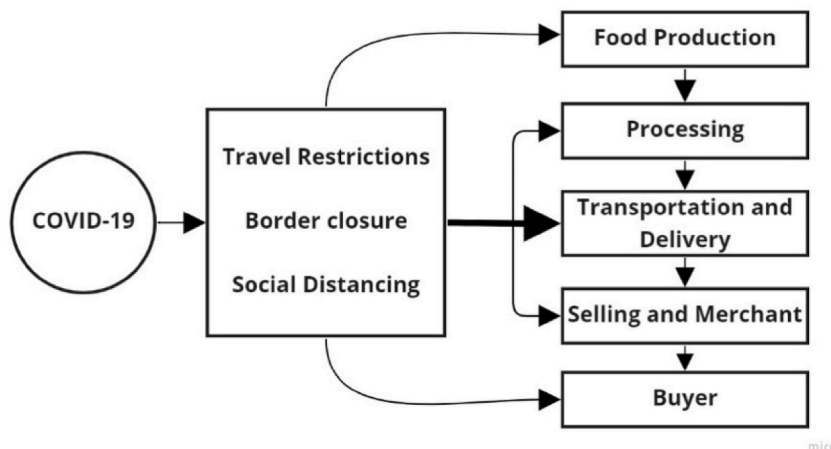 COVID-19
Travel Restrictions
Border closure
Social Distancing
Food Production
Processing
Transportation and
Delivery
Selling and Merchant
Buyer